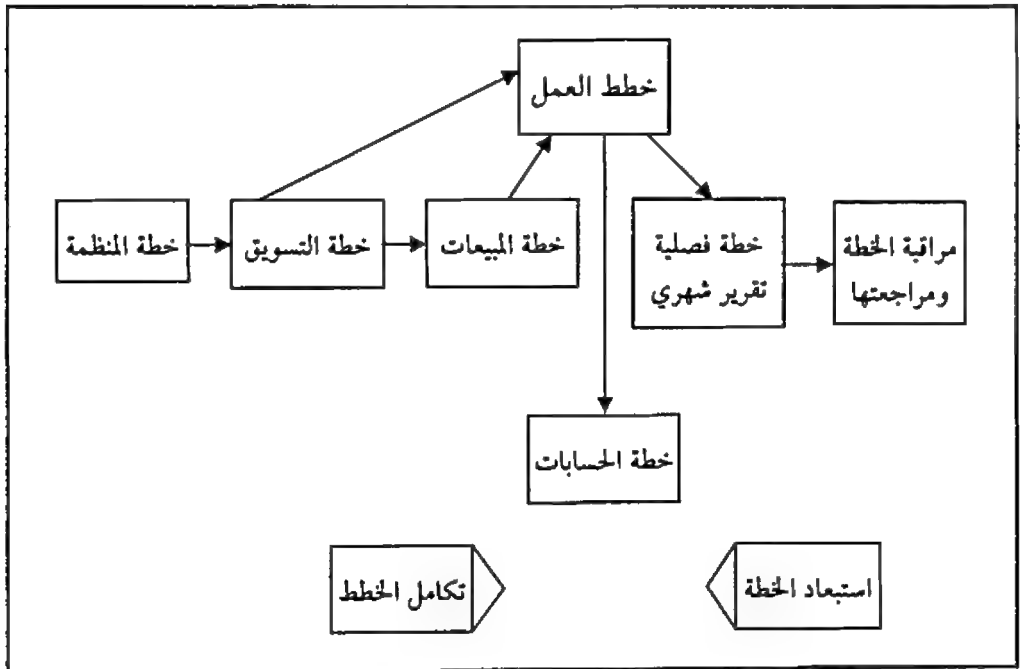 خطط العمل
خطة المنظمة
خطة التسويق
خطة المبيعات
خطة فصلية
تقرير شهري
مراقبة الخطة
ومراجعتها
خطة الحسابات
تكامل الخطط
استبعاد الخطة